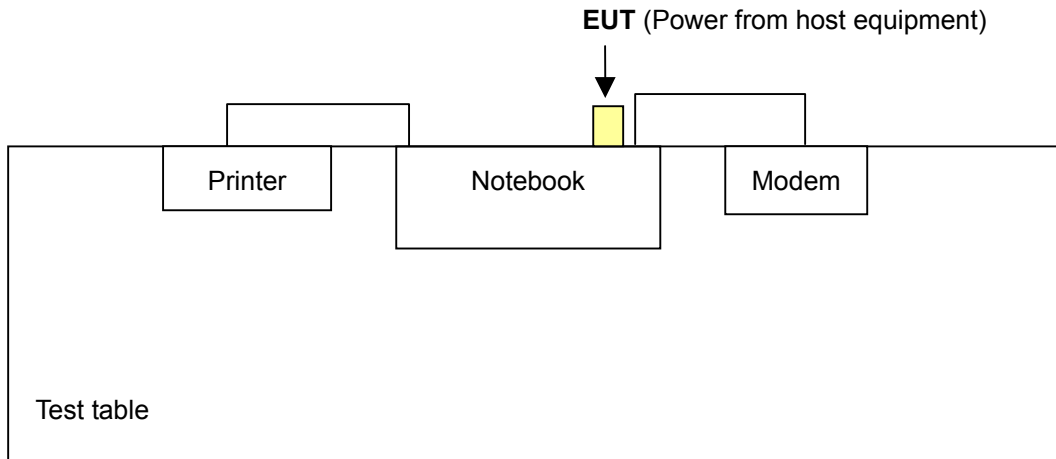 EUT (Power from host equipment)
Printer
Notebook
Modem
Test table